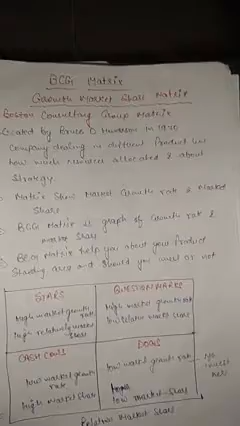 BCG Matrix
Growth Market Share Matrix
Boston Consulting Group Matrix
Created by Bruce D Henderson in 1970
Company dealing in different Product line
how much resources allocated & about
Strategy.
Matrix Show Market Growth rate & Market
Share
BCG Matrix is graph of Growth rate &
market Share
BCG Matrix help you about your Product
Standing and should you invest or not
STARS
High market growth
rate
high relative market
share
QUESTION MARKS
High market growth rate
low relative market share
CASH COWS
low market growth
rate
high market share
DOGS
low market growth rate
low market share
No
invest
Relative Market Share